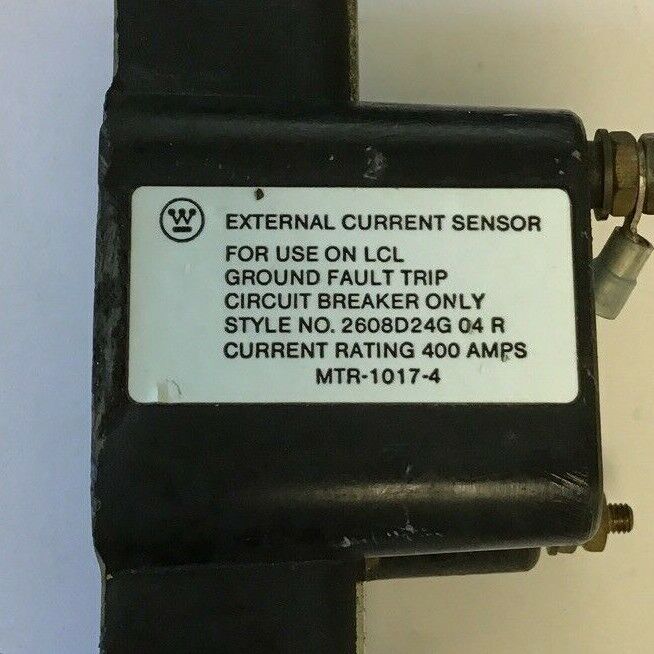 W
EXTERNAL CURRENT SENSOR
FOR USE ON LCL
GROUND FAULT TRIP
CIRCUIT BREAKER ONLY
STYLE NO. 2608D24G 04 R
CURRENT RATING 400 AMPS
MTR-1017-4